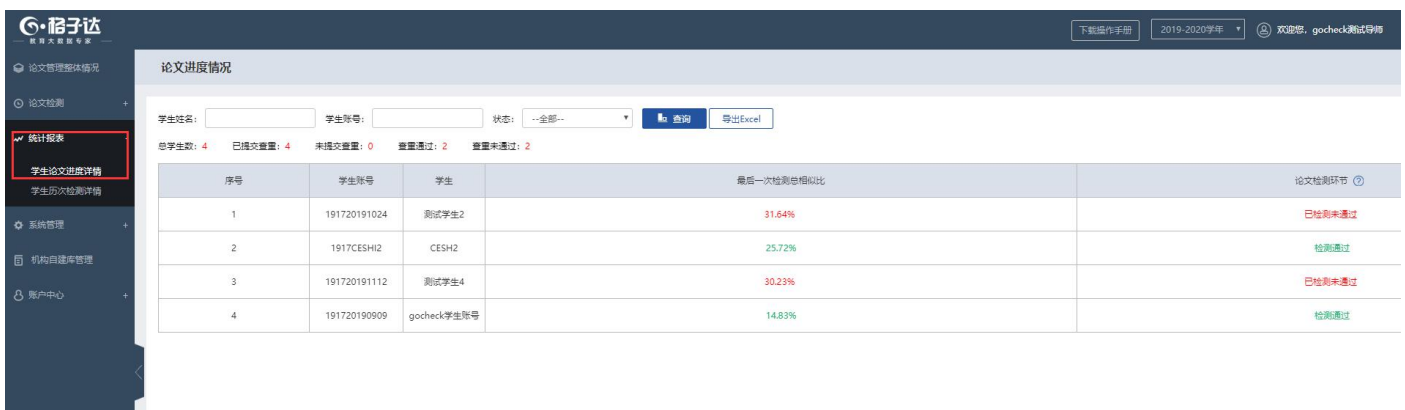 格子达
教育大数据专家
下载操作手册 2019-2020学年 欢迎您, gocheck测试导师
论文管理整体情况
论文检测 +
统计报表 -
学生论文进度详情
学生历次检测详情
系统管理 +
机构自建库管理
账户中心 +
论文进度情况
学生姓名: 学生账号: 状态: --全部-- 查询 导出Excel
总学生数: 4 已提交查重: 4 未提交查重: 0 查重通过: 2 查重未通过: 2
序号 学生账号 学生 最后一次检测总相似比 论文检测环节 ?
1 191720191024 测试学生2 31.64% 已检测未通过
2 1917CESHI2 CESH2 25.72% 检测通过
3 191720191112 测试学生4 30.23% 已检测未通过
4 191720190909 gocheck学生账号 14.83% 检测通过